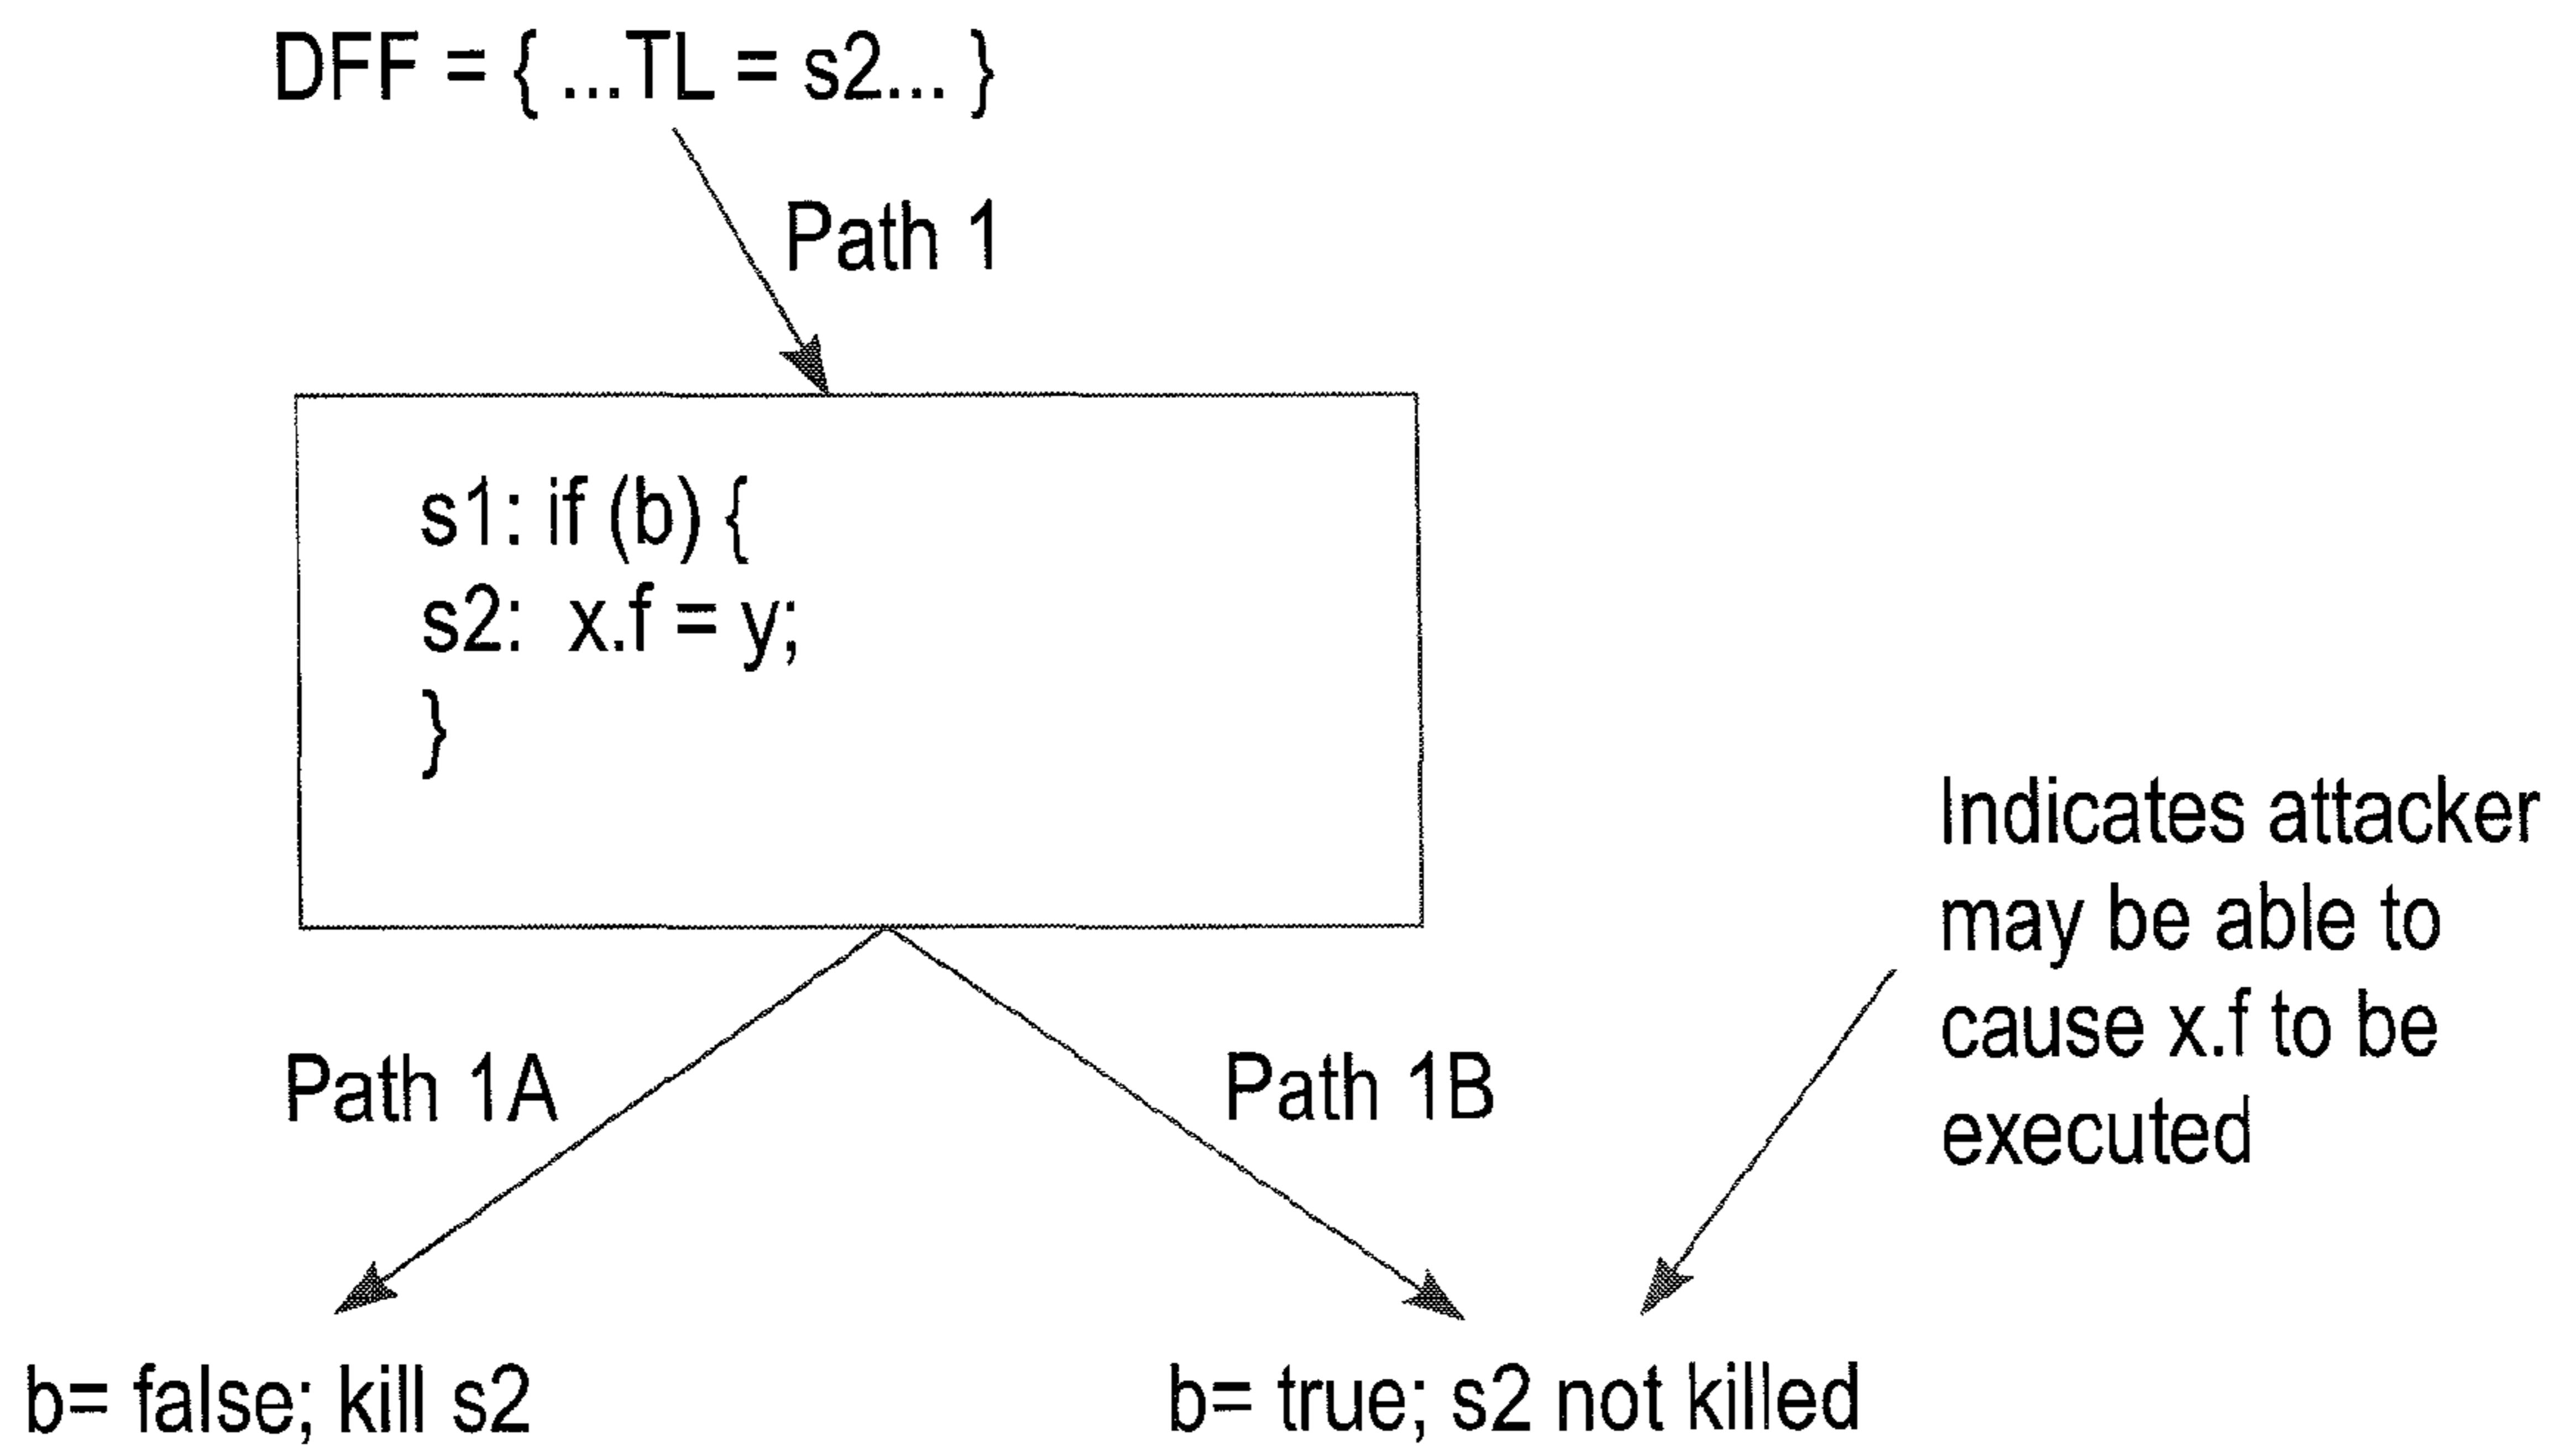 DFF = { ...TL = s2... }
Path 1
s1: if (b) {
s2:  x.f = y;
}
Indicates attacker
may be able to
cause x.f to be
executed
Path 1A
Path 1B
b= false; kill s2
b= true; s2 not killed